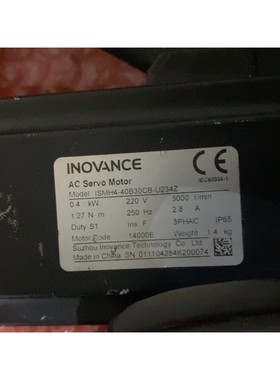 INOVANCE
CE
AC Servo Motor
IEC60034-1
Model ISMH4-40B30CB-U234Z
0.4 kW 220 V 3000 r/min
1.27 N·m 250 Hz 2.8 A
Duty S1 Ins. F 3PHAC IP65
Motor Code 14000E Weight 1.4 kg
Suzhou Inovance Technology Co., Ltd
Made in China SN 011104284K200074